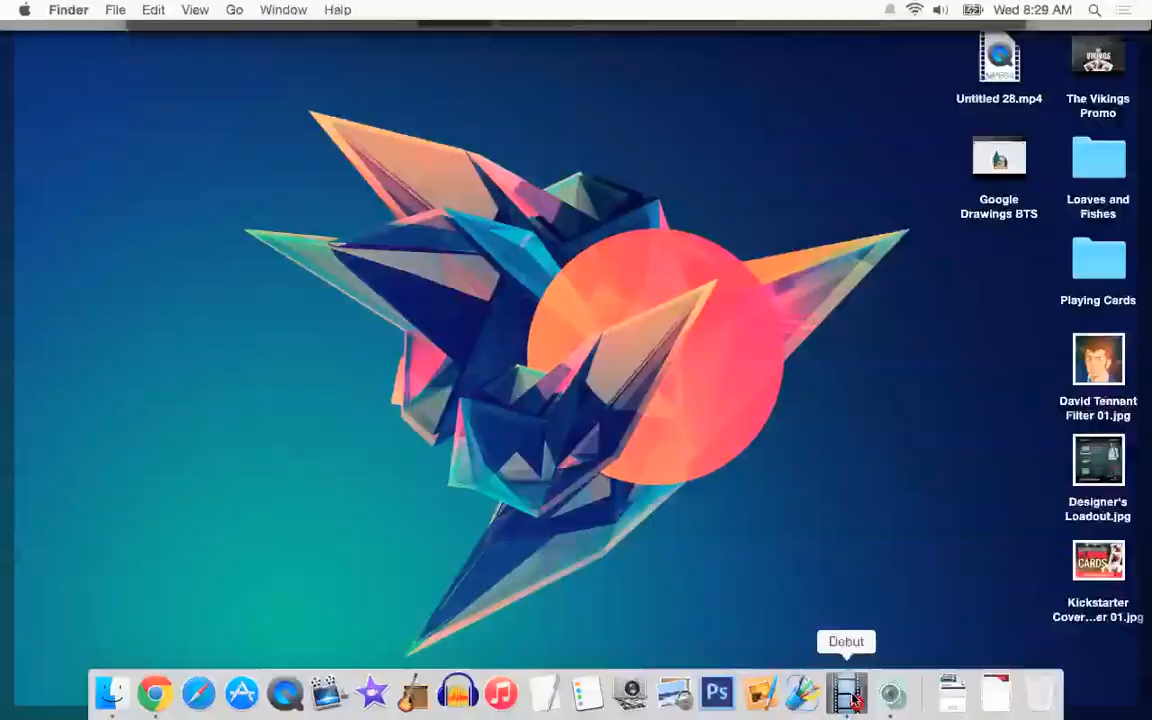 Finder File Edit View Go Window Help
Wed 8:29 AM
Untitled 28.mp4
The Vikings
Promo
Google
Drawings BTS
Loaves and
Fishes
Playing Cards
David Tennant
Filter 01.jpg
Designer's
Loadout.jpg
CARDS
Kickstarter
Cover...er 01.jpg
Debut
Ps